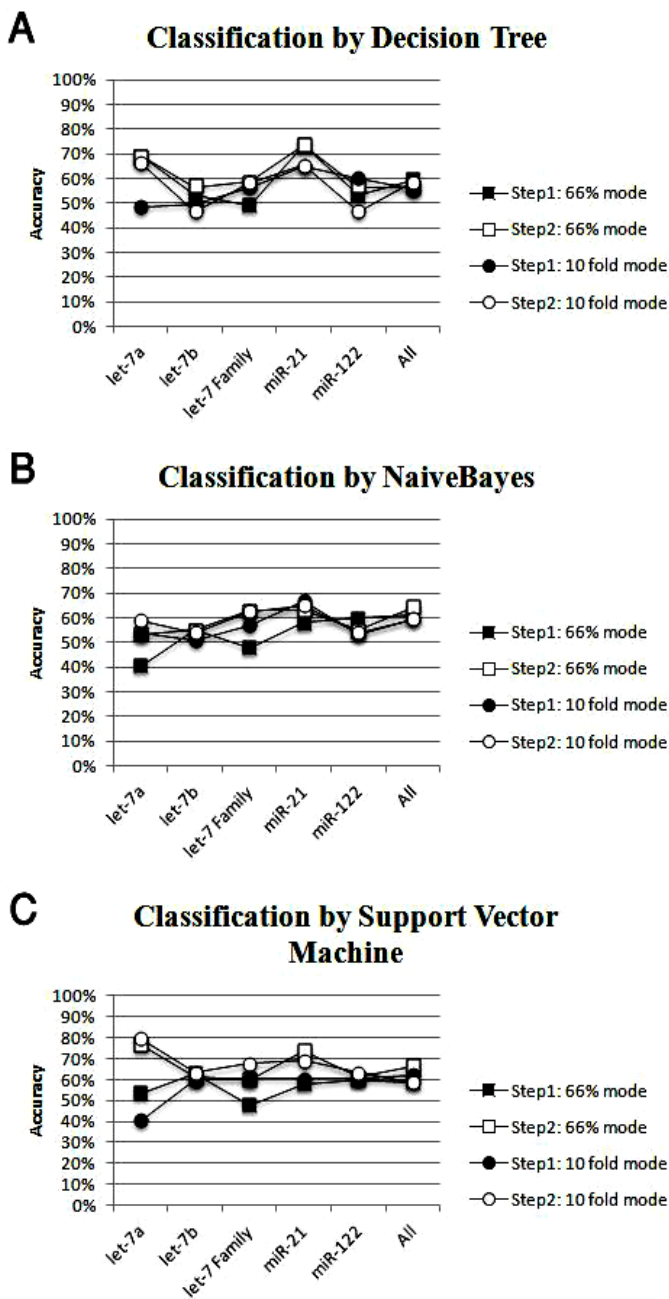 A
Classification by Decision Tree
100%
90%
80%
70%
60%
50%
40%
30%
20%
10%
0%
Accuracy
let-7a
let-7b
let-7 Family
miR-21
miR-122
All
Step1: 66% mode
Step2: 66% mode
Step1: 10 fold mode
Step2: 10 fold mode
B
Classification by NaiveBayes
100%
90%
80%
70%
60%
50%
40%
30%
20%
10%
0%
Accuracy
let-7a
let-7b
let-7 Family
miR-21
miR-122
All
Step1: 66% mode
Step2: 66% mode
Step1: 10 fold mode
Step2: 10 fold mode
C
Classification by Support Vector
Machine
100%
90%
80%
70%
60%
50%
40%
30%
20%
10%
0%
Accuracy
let-7a
let-7b
let-7 Family
miR-21
miR-122
All
Step1: 66% mode
Step2: 66% mode
Step1: 10 fold mode
Step2: 10 fold mode